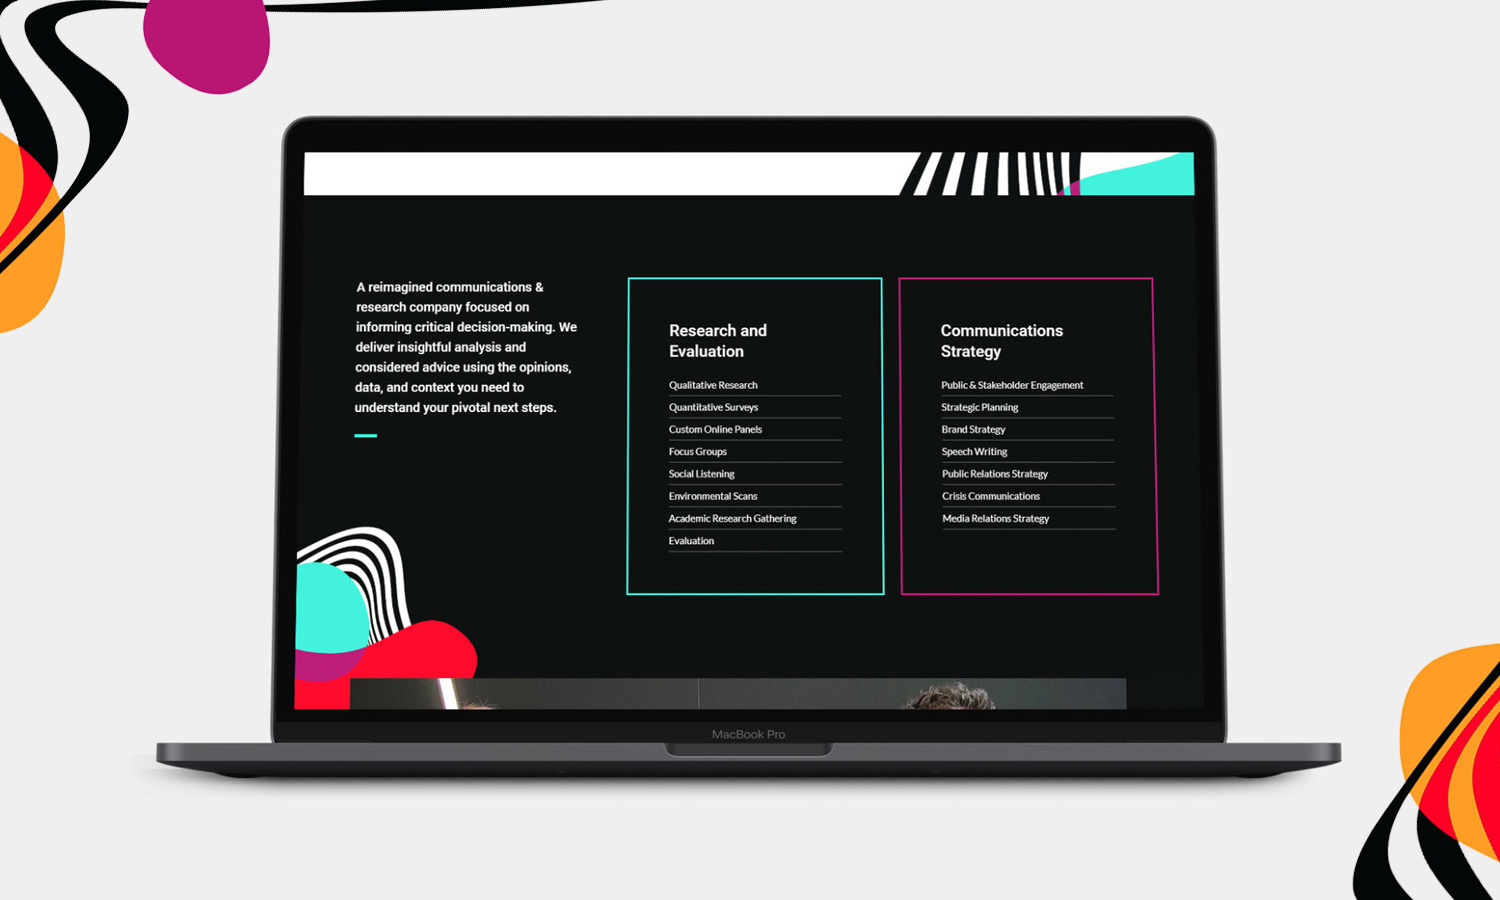 A reimagined communications &
research company focused on
informing critical decision-making. We
deliver insightful analysis and
considered advice using the opinions,
data, and context you need to
understand your pivotal next steps.
Research and
Evaluation
Qualitative Research
Quantitative Surveys
Custom Online Panels
Focus Groups
Social Listening
Environmental Scans
Academic Research Gathering
Evaluation
Communications
Strategy
Public & Stakeholder Engagement
Strategic Planning
Brand Strategy
Speech Writing
Public Relations Strategy
Crisis Communications
Media Relations Strategy
MacBook Pro